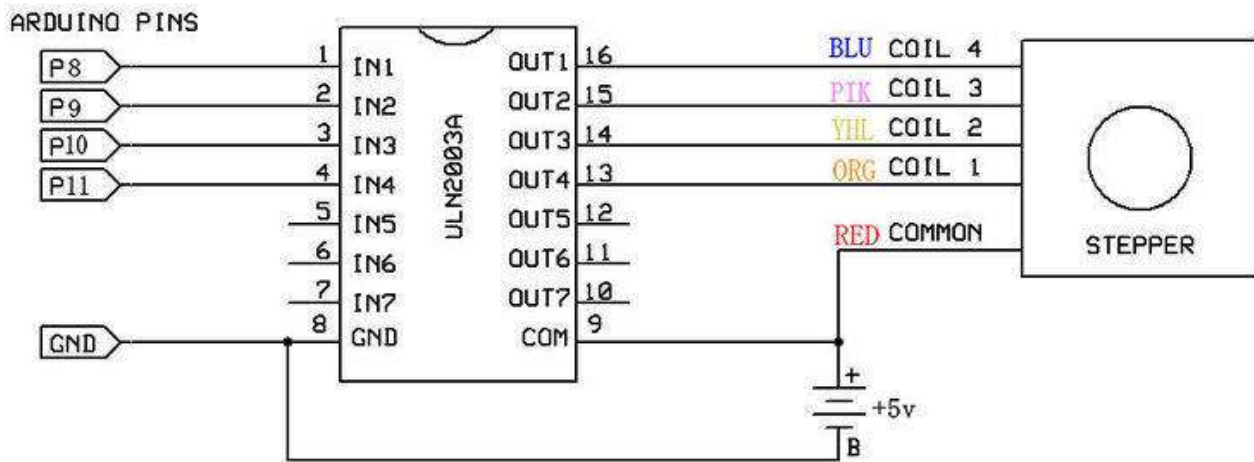 ARDUINO PINS
P8 1 IN1 OUT1 16 BLU COIL 4
P9 2 IN2 OUT2 15 PIK COIL 3
P10 3 IN3 OUT3 14 YHL COIL 2
P11 4 IN4 OUT4 13 ORG COIL 1
5 IN5 OUT5 12
6 IN6 OUT6 11
7 IN7 OUT7 10
GND 8 GND COM 9
ULN2003A
RED COMMON
STEPPER
+
+5v
B